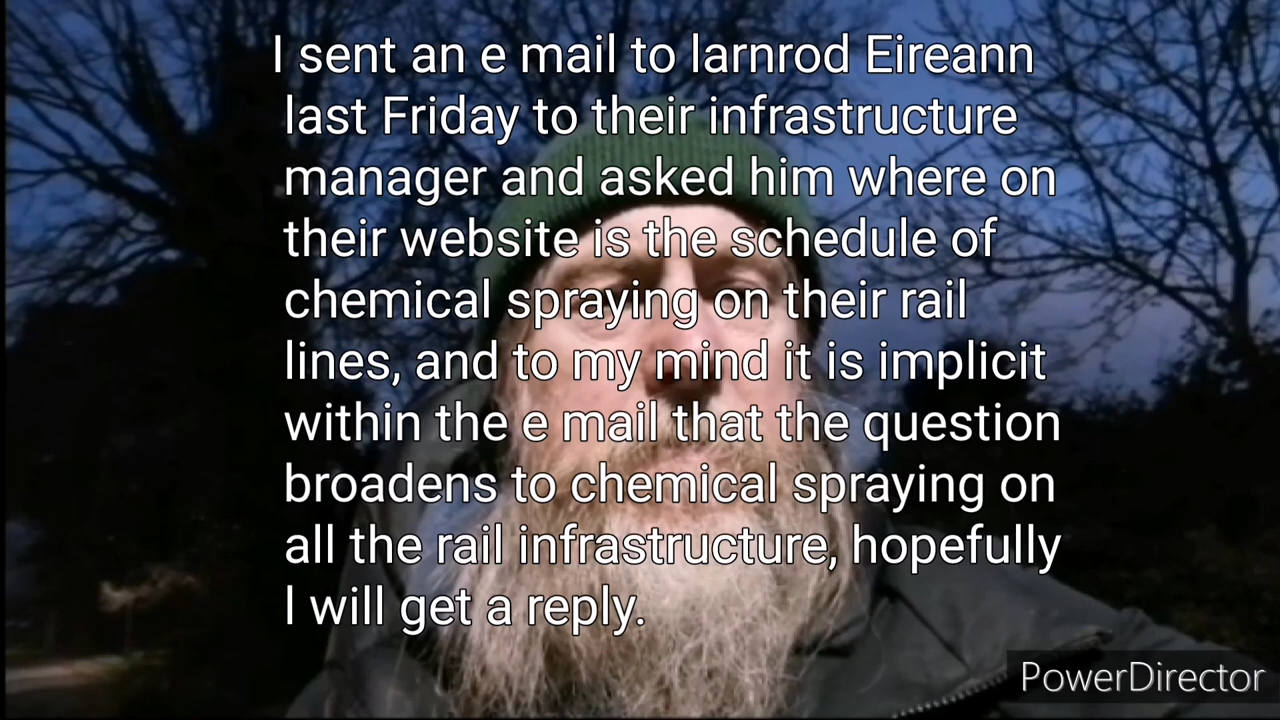 I sent an e mail to Iarnrod Eireann
last Friday to their infrastructure
manager and asked him where on
their website is the schedule of
chemical spraying on their rail
lines, and to my mind it is implicit
within the e mail that the question
broadens to chemical spraying on
all the rail infrastructure, hopefully
I will get a reply.
PowerDirector